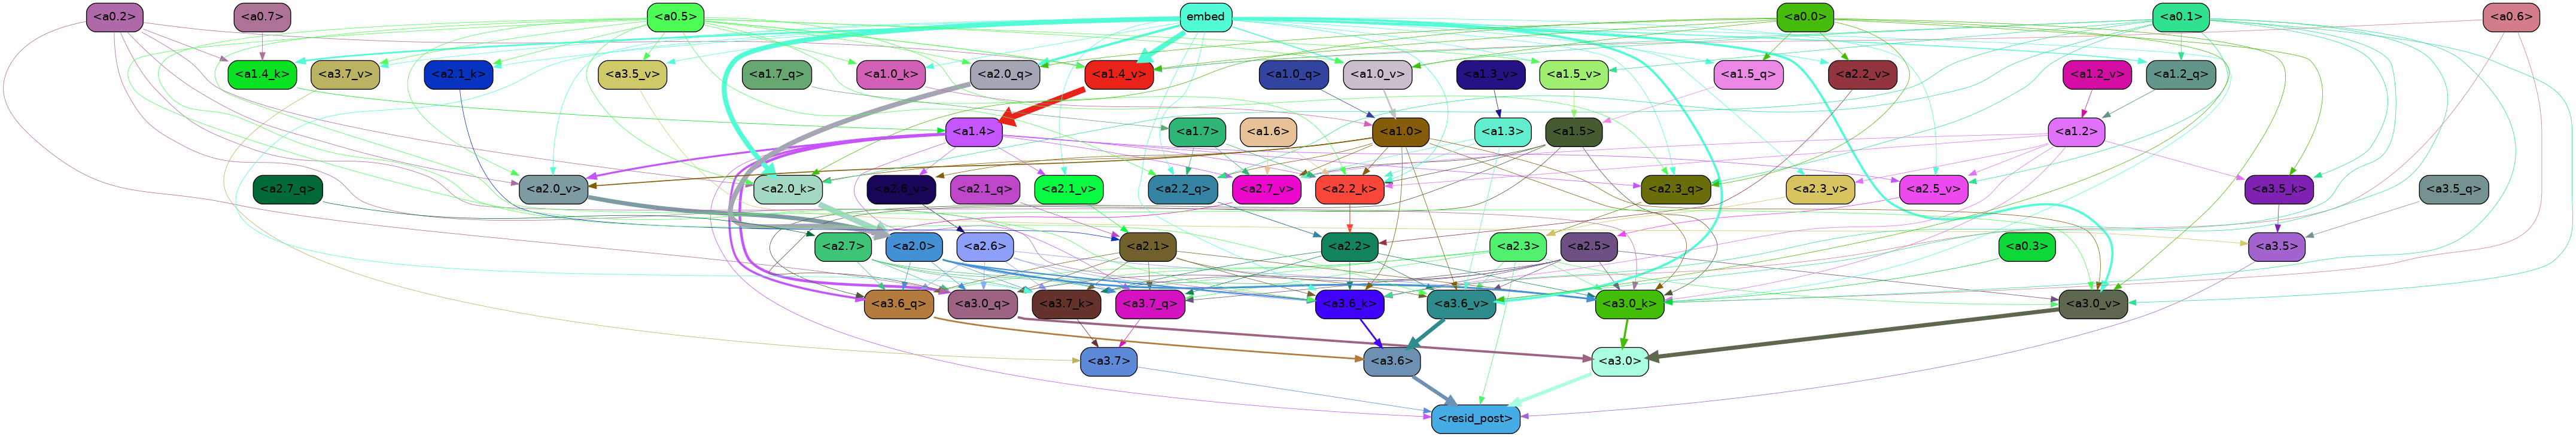 <a0.2> <a0.7> <a0.5> embed <a0.0> <a0.1> <a0.6>
<a1.4_k> <a3.7_v> <a2.1_k> <a3.5_v> <a1.7_q> <a1.0_k> <a2.0_q> <a1.4_v> <a1.0_q> <a1.0_v> <a1.3_v> <a1.5_v> <a1.5_q> <a2.2_v> <a1.2_v> <a1.2_q>
<a1.4> <a1.7> <a1.6> <a1.0> <a1.3> <a1.5> <a1.2>
<a2.7_q> <a2.0_v> <a2.0_k> <a2.6_v> <a2.1_q> <a2.1_v> <a2.2_q> <a2.7_v> <a2.2_k> <a2.3_q> <a2.3_v> <a2.5_v> <a3.5_k> <a3.5_q>
<a2.7> <a2.0> <a2.6> <a2.1> <a2.2> <a2.3> <a2.5> <a0.3> <a3.5>
<a3.6_q> <a3.0_q> <a3.7_k> <a3.7_q> <a3.6_k> <a3.6_v> <a3.0_k> <a3.0_v>
<a3.7> <a3.6> <a3.0>
<resid_post>